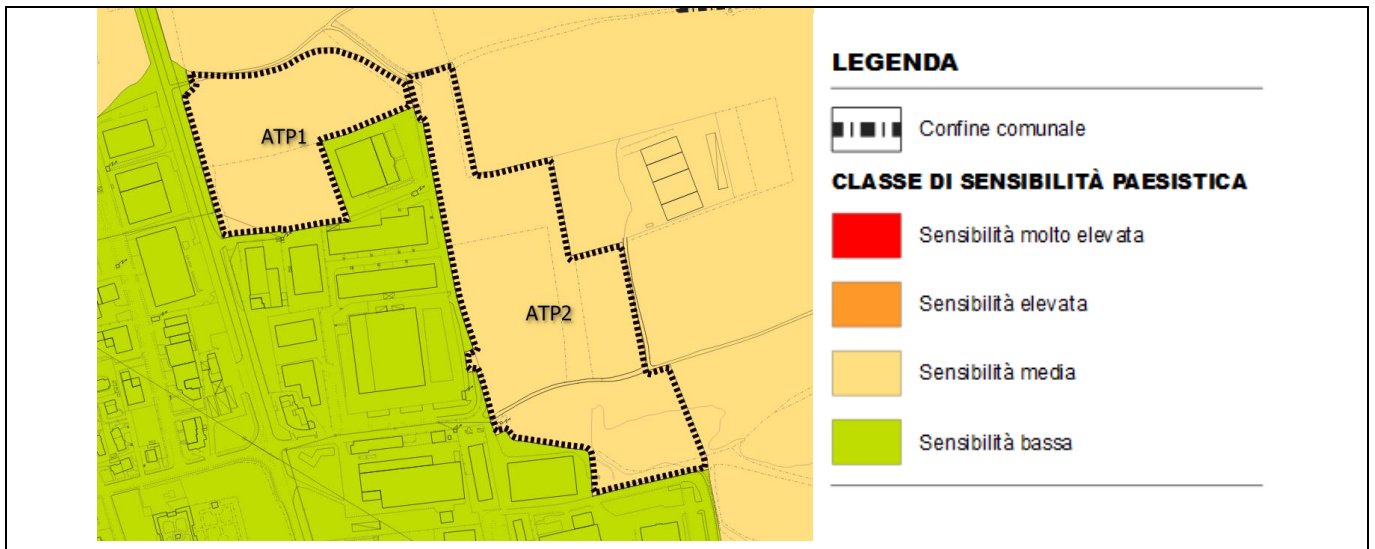 ATP1
ATP2
LEGENDA
Confine comunale
CLASSE DI SENSIBILITÀ PAESISTICA
Sensibilità molto elevata
Sensibilità elevata
Sensibilità media
Sensibilità bassa